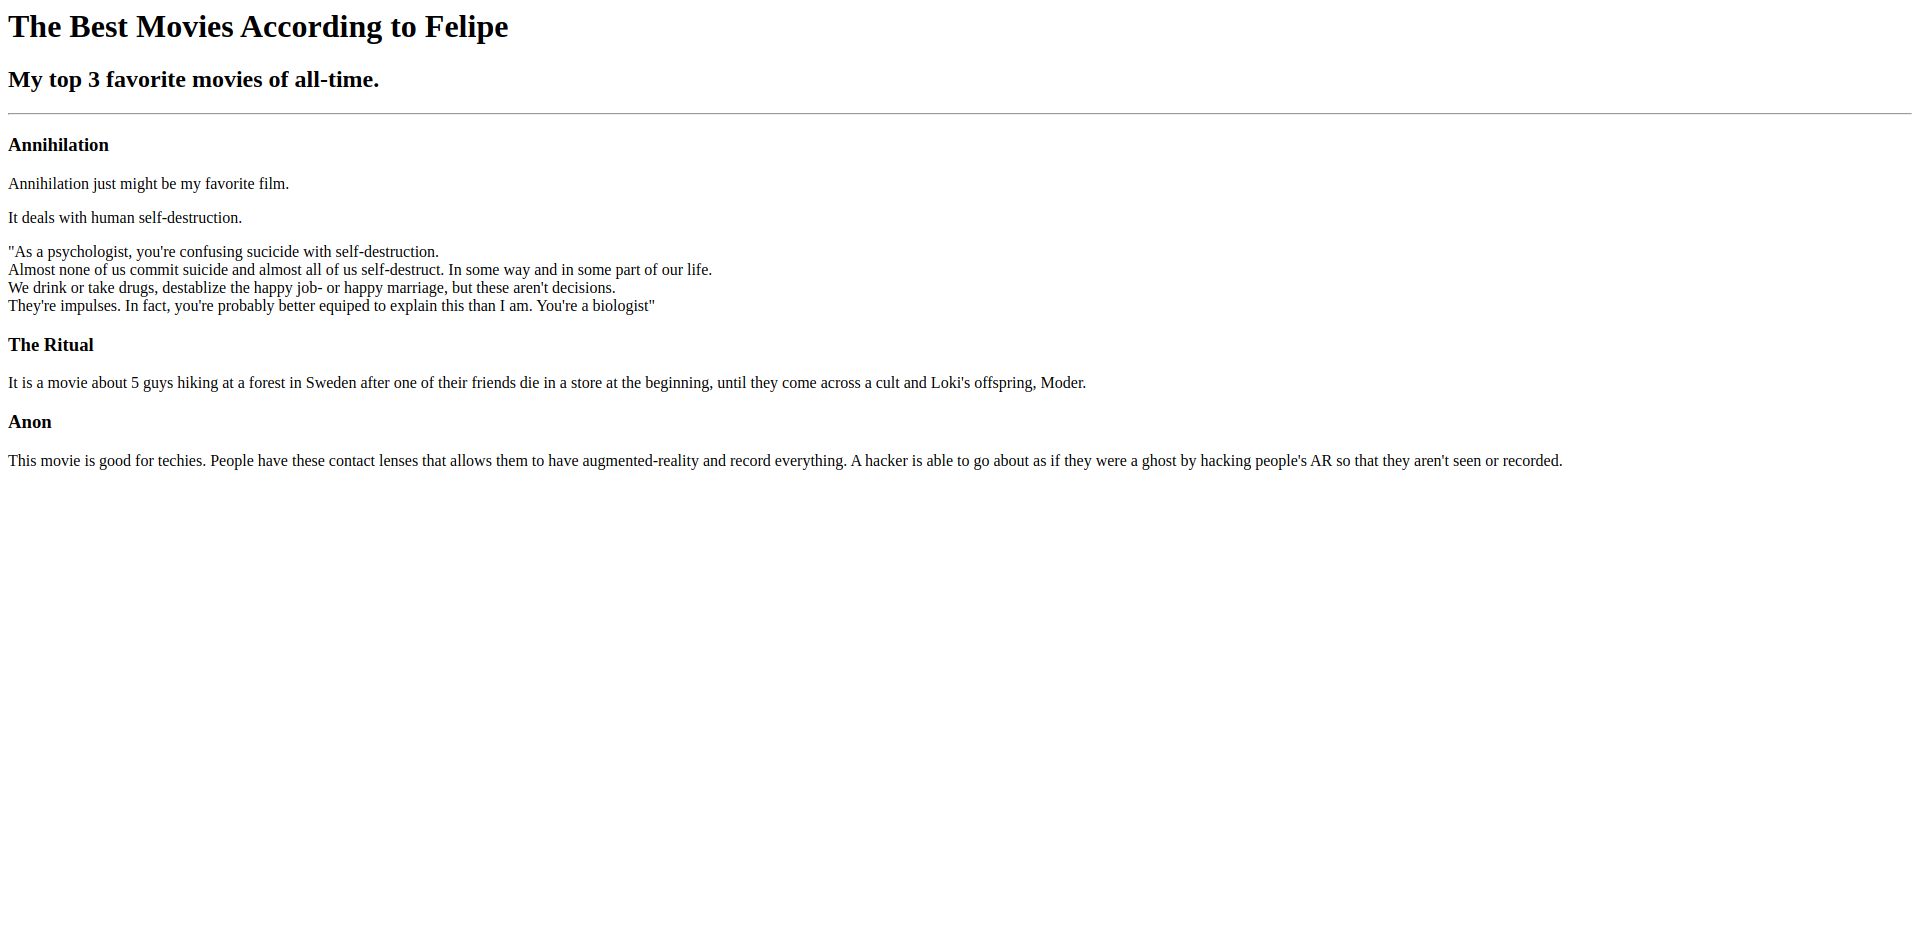 The Best Movies According to Felipe
My top 3 favorite movies of all-time.
Annihilation
Annihilation just might be my favorite film.
It deals with human self-destruction.
"As a psychologist, you're confusing sucicide with self-destruction.
Almost none of us commit suicide and almost all of us self-destruct. In some way and in some part of our life.
We drink or take drugs, destablize the happy job- or happy marriage, but these aren't decisions.
They're impulses. In fact, you're probably better equiped to explain this than I am. You're a biologist"
The Ritual
It is a movie about 5 guys hiking at a forest in Sweden after one of their friends die in a store at the beginning, until they come across a cult and Loki's offspring, Moder.
Anon
This movie is good for techies. People have these contact lenses that allows them to have augmented-reality and record everything. A hacker is able to go about as if they were a ghost by hacking people's AR so that they aren't seen or recorded.